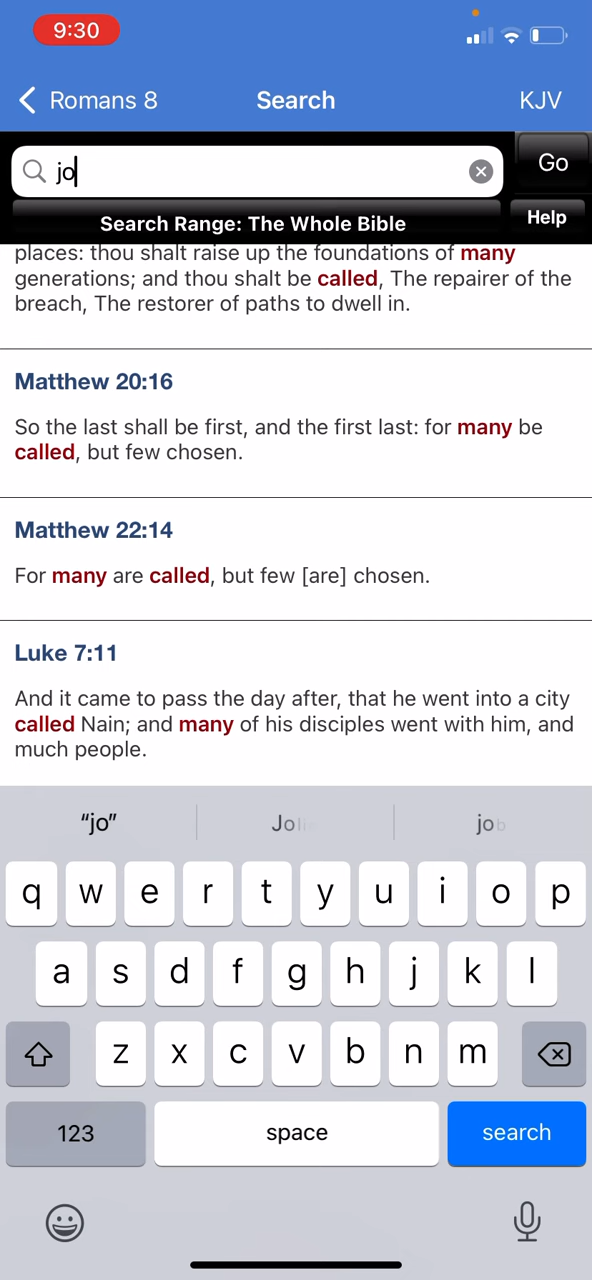 9:30
Romans 8
Search
KJV
jo
Go
Search Range: The Whole Bible
Help
places: thou shalt raise up the foundations of many
generations; and thou shalt be called, The repairer of the
breach, The restorer of paths to dwell in.
Matthew 20:16
So the last shall be first, and the first last: for many be
called, but few chosen.
Matthew 22:14
For many are called, but few [are] chosen.
Luke 7:11
And it came to pass the day after, that he went into a city
called Nain; and many of his disciples went with him, and
much people.
“jo”
job
q w e r t y u i o p
a s d f g h j k l
z x c v b n m
123
space
search